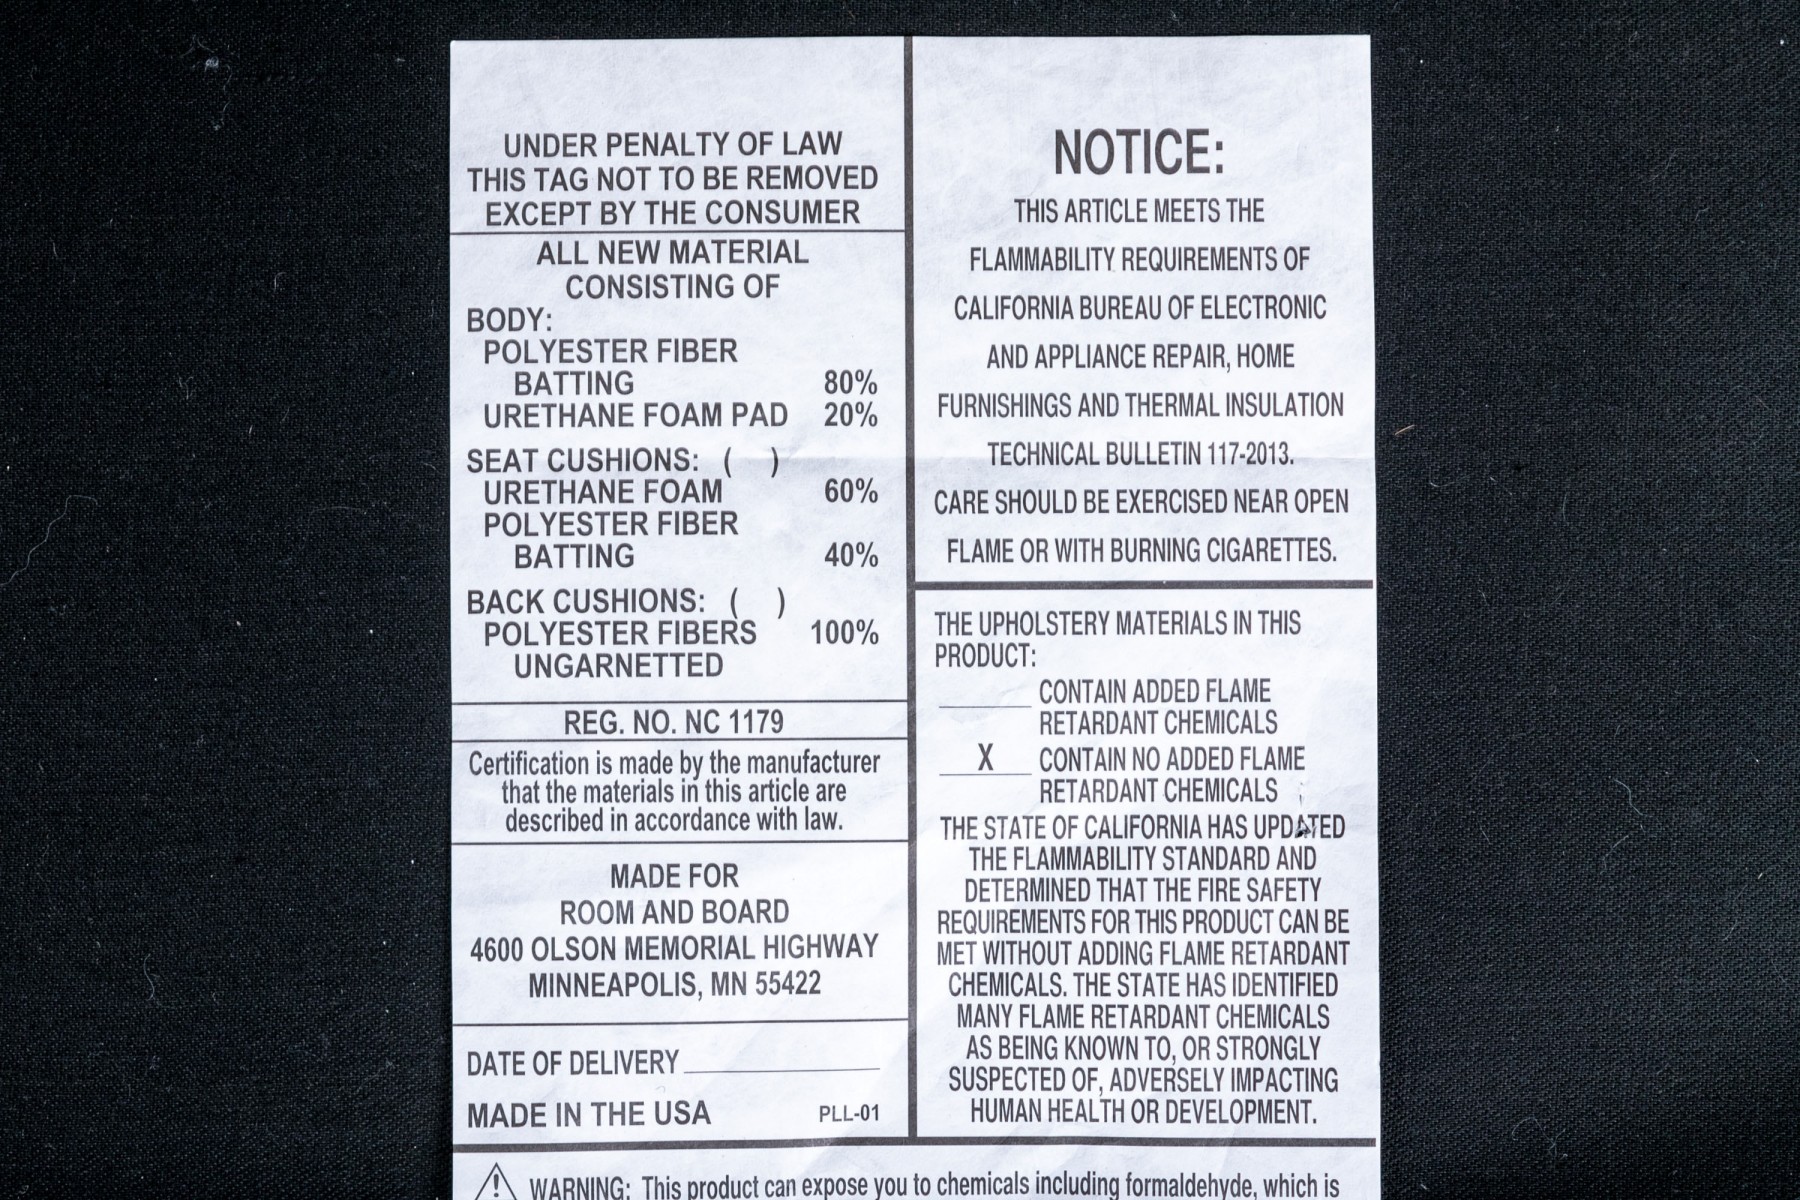 UNDER PENALTY OF LAW
THIS TAG NOT TO BE REMOVED
EXCEPT BY THE CONSUMER
ALL NEW MATERIAL
CONSISTING OF
BODY:
POLYESTER FIBER
BATTING 80%
URETHANE FOAM PAD 20%
SEAT CUSHIONS: ( )
URETHANE FOAM 60%
POLYESTER FIBER
BATTING 40%
BACK CUSHIONS: ( )
POLYESTER FIBERS 100%
UNGARNETTED
REG. NO. NC 1179
Certification is made by the manufacturer
that the materials in this article are
described in accordance with law.
MADE FOR
ROOM AND BOARD
4600 OLSON MEMORIAL HIGHWAY
MINNEAPOLIS, MN 55422
DATE OF DELIVERY
MADE IN THE USA PLL-01
NOTICE:
THIS ARTICLE MEETS THE
FLAMMABILITY REQUIREMENTS OF
CALIFORNIA BUREAU OF ELECTRONIC
AND APPLIANCE REPAIR, HOME
FURNISHINGS AND THERMAL INSULATION
TECHNICAL BULLETIN 117-2013.
CARE SHOULD BE EXERCISED NEAR OPEN
FLAME OR WITH BURNING CIGARETTES.
THE UPHOLSTERY MATERIALS IN THIS
PRODUCT:
CONTAIN ADDED FLAME
RETARDANT CHEMICALS
X CONTAIN NO ADDED FLAME
RETARDANT CHEMICALS
THE STATE OF CALIFORNIA HAS UPDATED
THE FLAMMABILITY STANDARD AND
DETERMINED THAT THE FIRE SAFETY
REQUIREMENTS FOR THIS PRODUCT CAN BE
MET WITHOUT ADDING FLAME RETARDANT
CHEMICALS. THE STATE HAS IDENTIFIED
MANY FLAME RETARDANT CHEMICALS
AS BEING KNOWN TO, OR STRONGLY
SUSPECTED OF, ADVERSELY IMPACTING
HUMAN HEALTH OR DEVELOPMENT.
WARNING: This product can expose you to chemicals including formaldehyde, which is